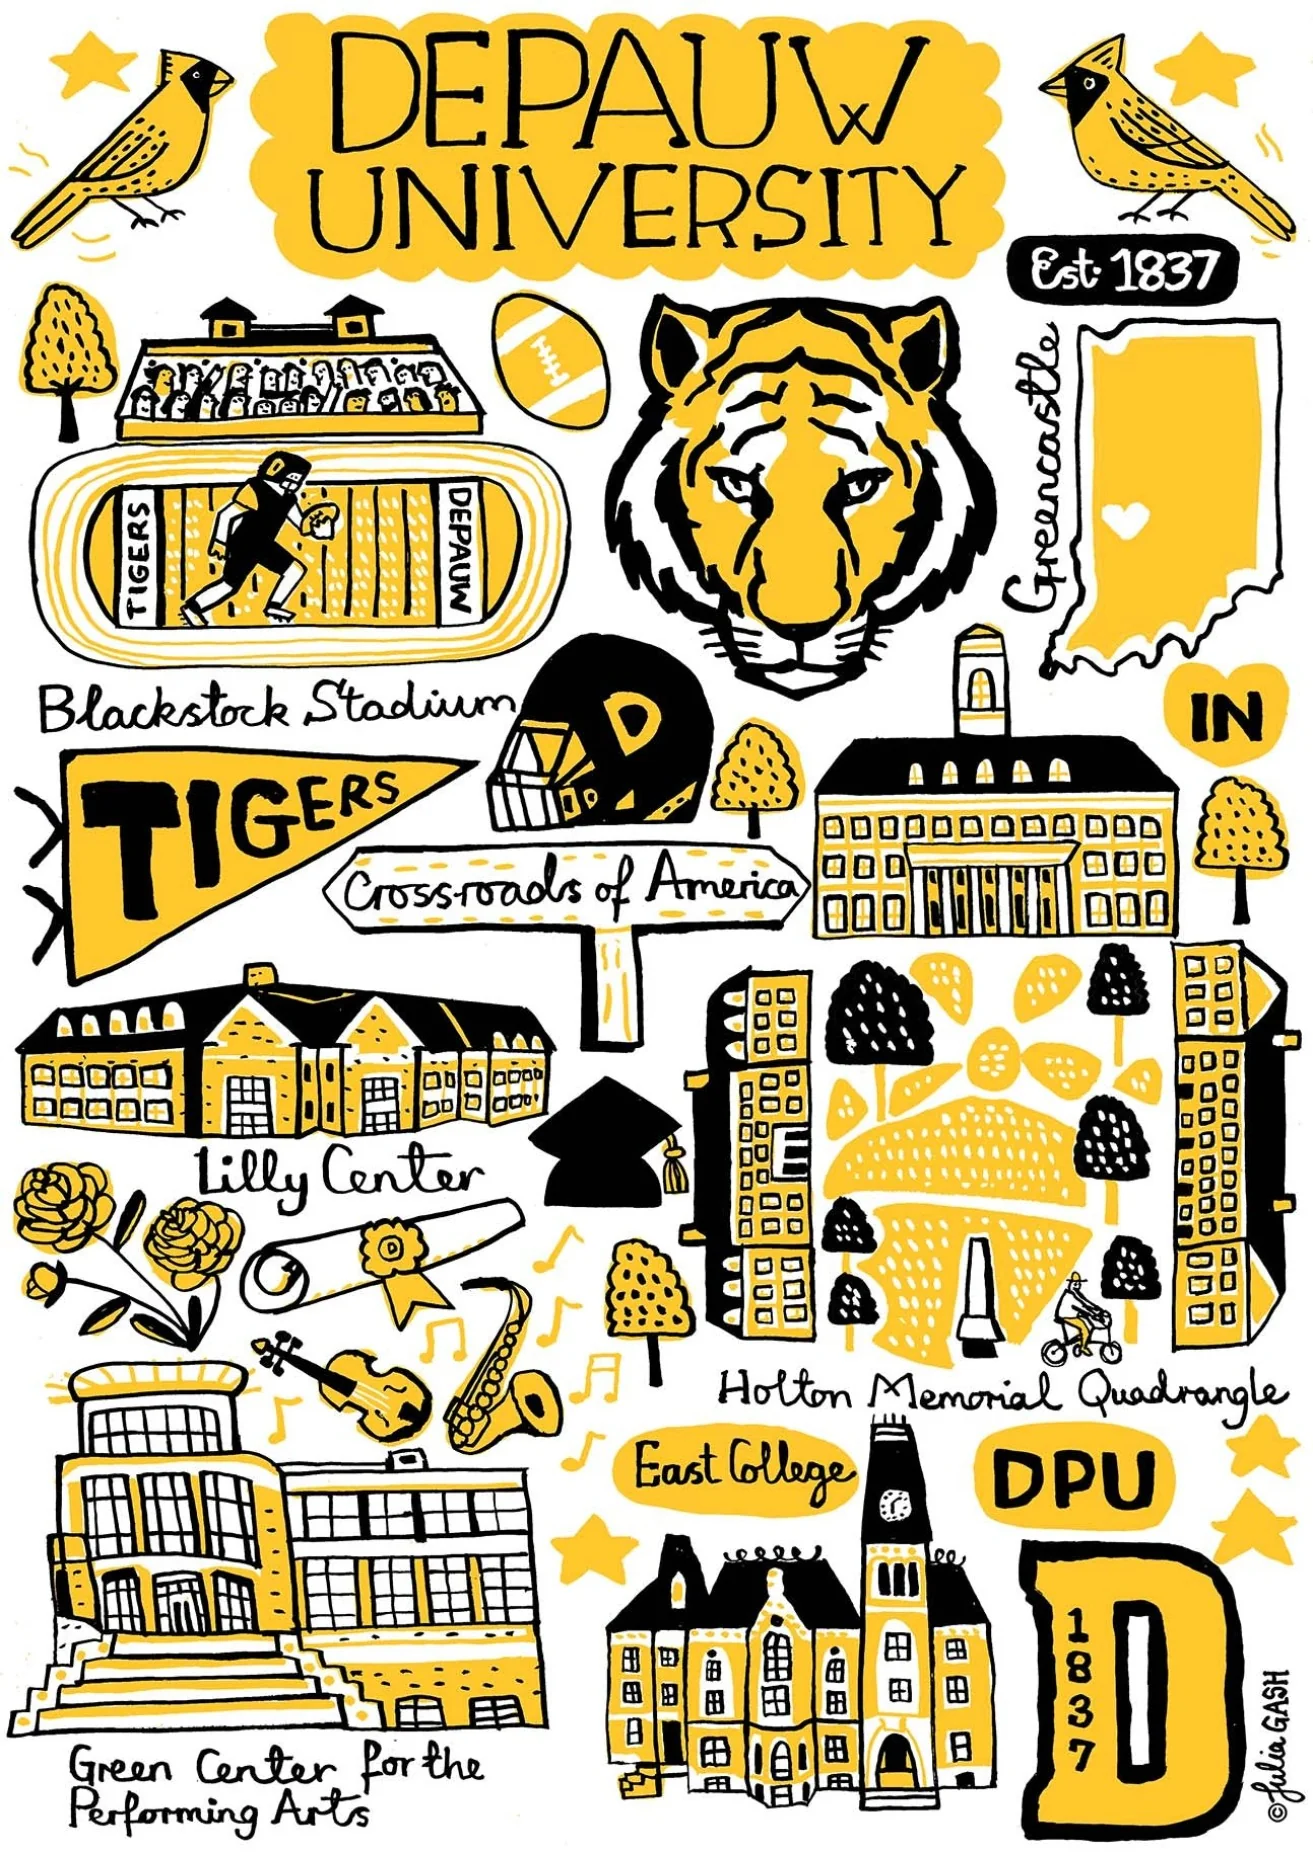 DEPAUW
UNIVERSITY
Est. 1837
Greencastle
TIGERS
DEPAUW
Blackstock Stadium
D
IN
TIGERS
Crossroads of America
Lilly Center
D
Holton Memorial Quadrangle
East College
DPU
D
1837
Green Center for the
Performing Arts
© Julia GASH